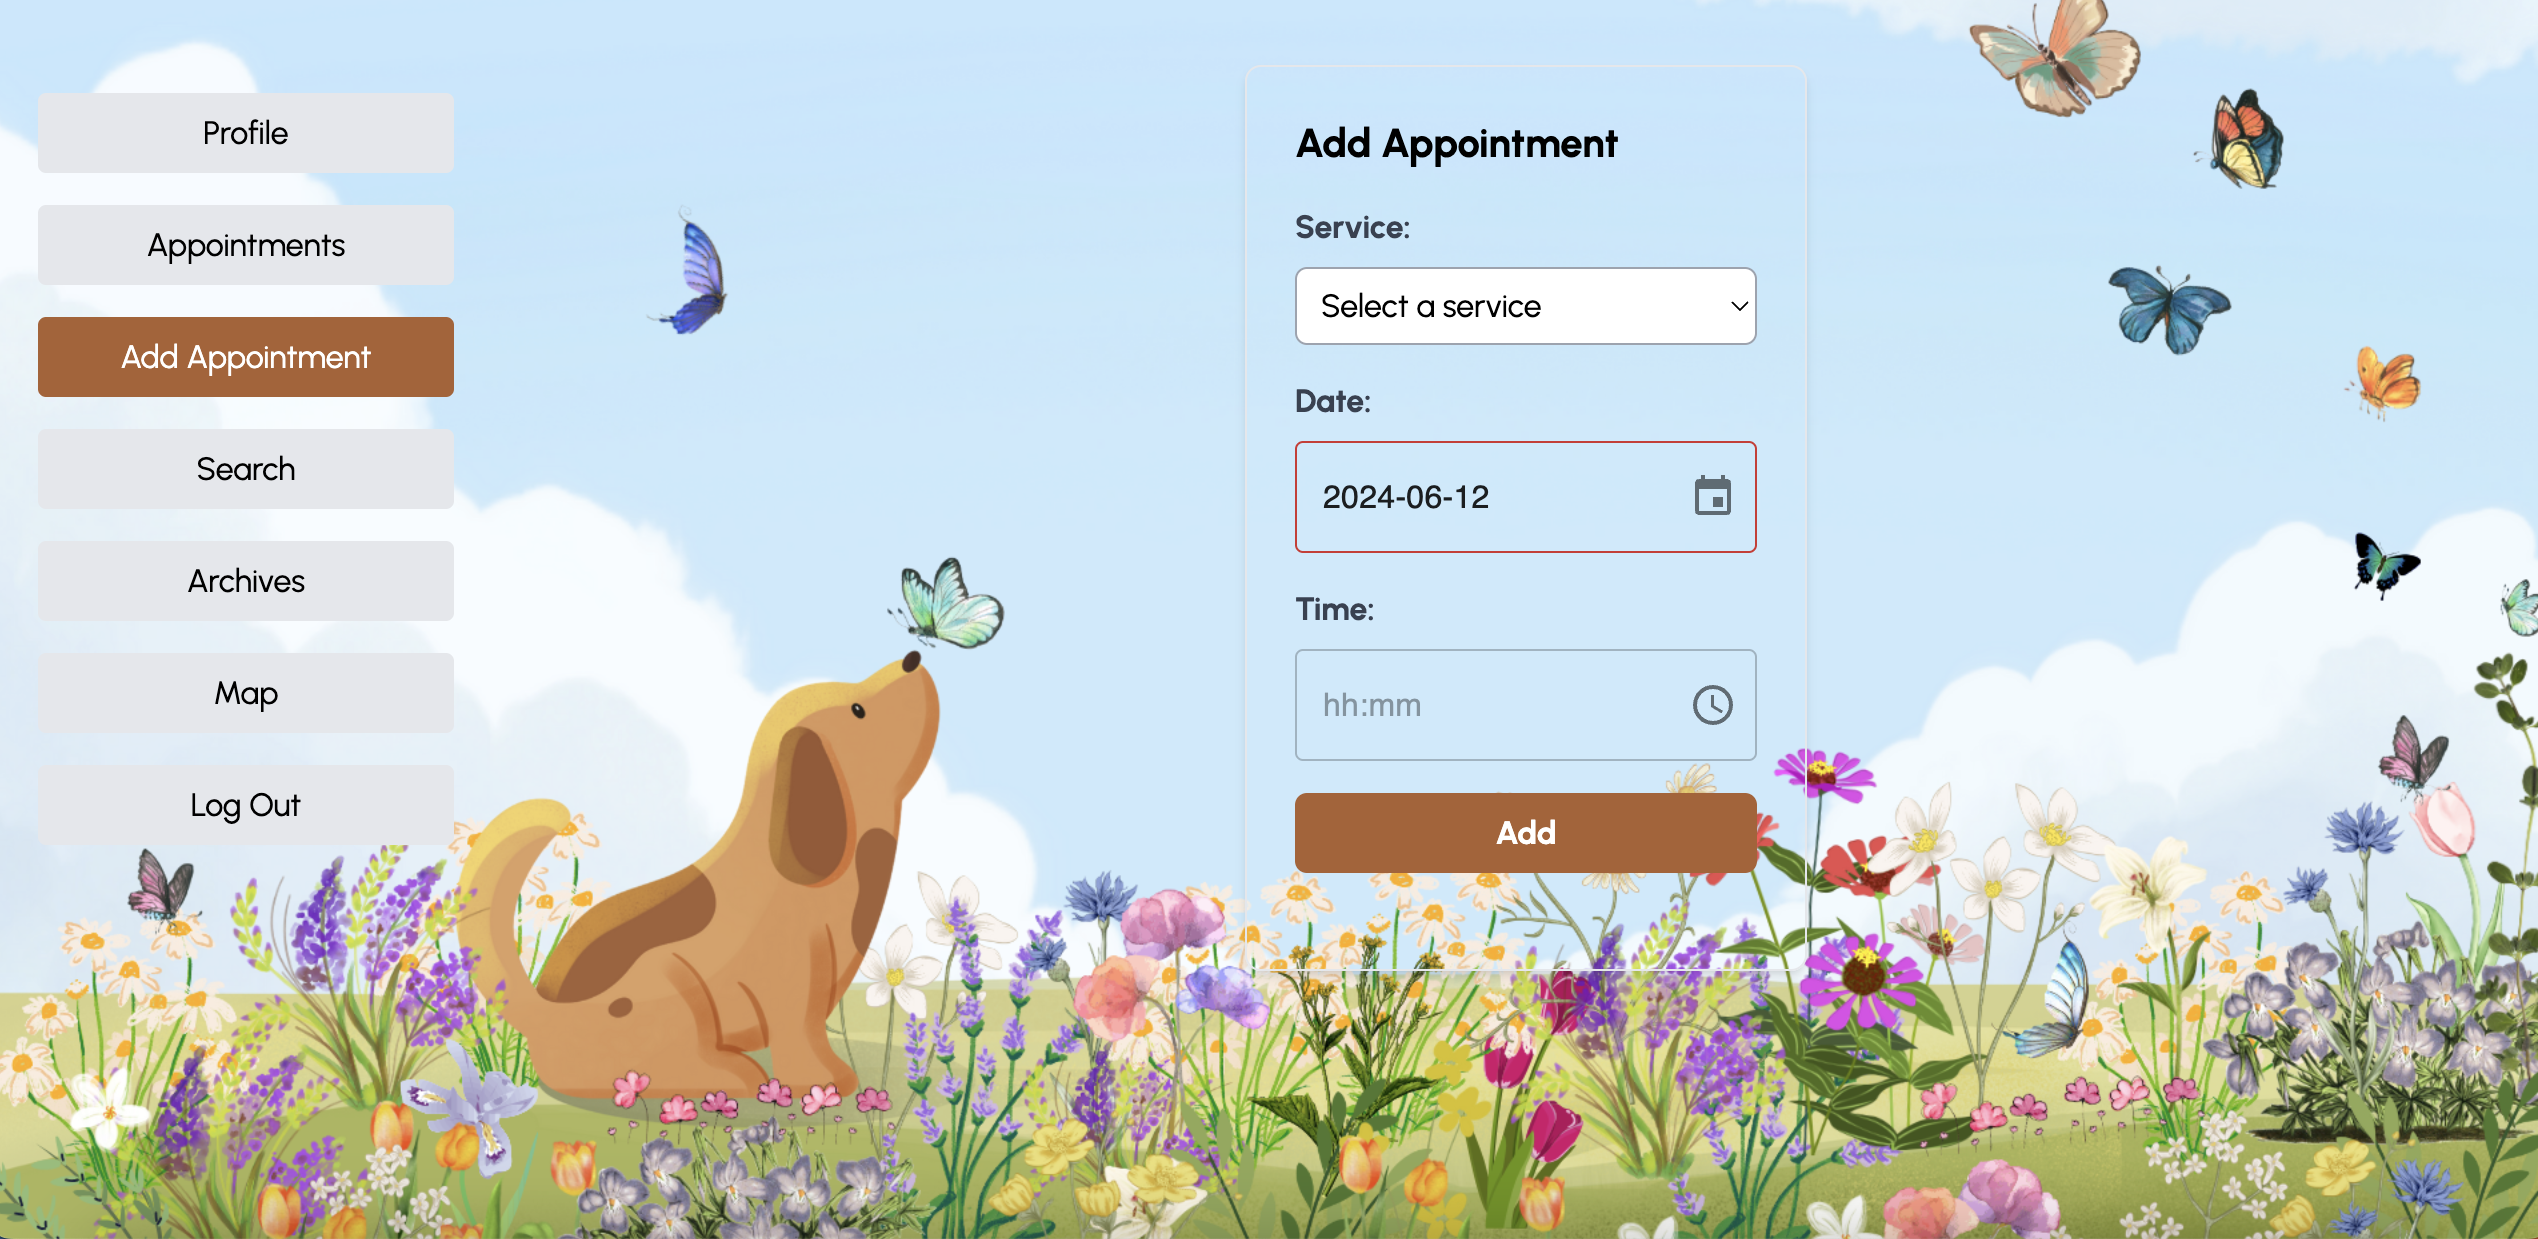 Profile
Appointments
Add Appointment
Search
Archives
Map
Log Out
Add Appointment
Service:
Select a service
Date:
2024-06-12
Time:
hh:mm
Add